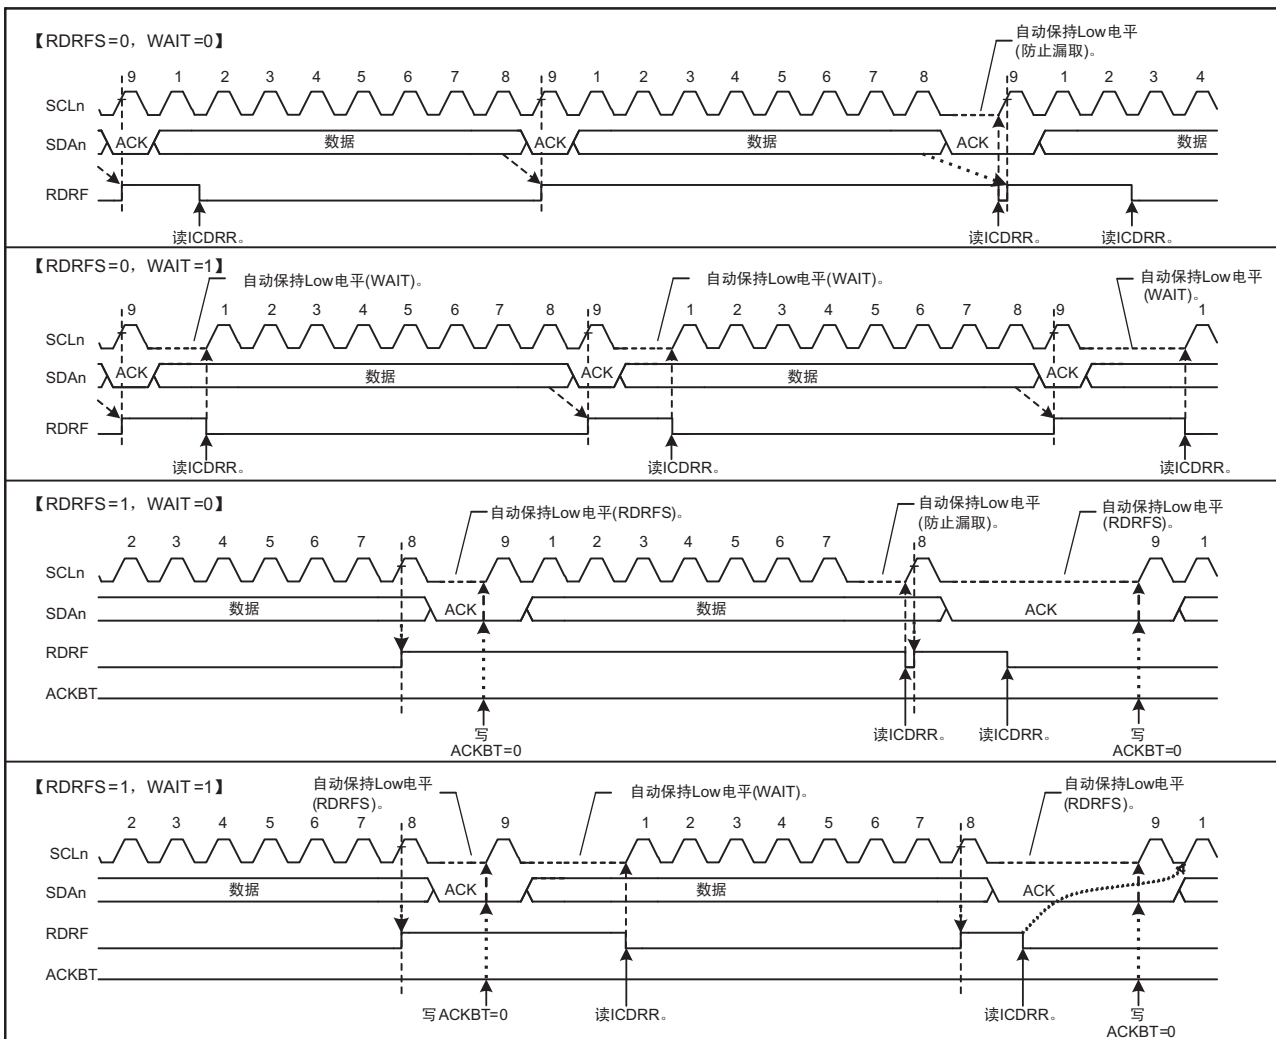 【RDRFS=0，WAIT=0】
自动保持Low电平
(防止漏取)。
9 1 2 3 4 5 6 7 8 9 1 2 3 4 5 6 7 8 9 1 2 3 4
SCLn
SDAn ACK 数据 ACK 数据 ACK 数据
RDRF
读ICDRR。 读ICDRR。 读ICDRR。
【RDRFS=0，WAIT=1】
自动保持Low电平(WAIT)。 自动保持Low电平(WAIT)。 自动保持Low电平
(WAIT)。
9 1 2 3 4 5 6 7 8 9 1 2 3 4 5 6 7 8 9 1
SCLn
SDAn ACK 数据 ACK 数据 ACK
RDRF
读ICDRR。 读ICDRR。 读ICDRR。
【RDRFS=1，WAIT=0】
自动保持Low电平(RDRFS)。 自动保持Low电平
(防止漏取)。 自动保持Low电平
(RDRFS)。
2 3 4 5 6 7 8 9 1 2 3 4 5 6 7 8 9 1
SCLn
SDAn 数据 ACK 数据 ACK
RDRF
ACKBT
写
ACKBT=0 读ICDRR。 读ICDRR。 写
ACKBT=0
【RDRFS=1，WAIT=1】
自动保持Low电平
(RDRFS)。 自动保持Low电平(WAIT)。 自动保持Low电平
(RDRFS)。
2 3 4 5 6 7 8 9 1 2 3 4 5 6 7 8 9 1
SCLn
SDAn 数据 ACK 数据 ACK
RDRF
ACKBT
写ACKBT=0 读ICDRR。 读ICDRR。 写
ACKBT=0